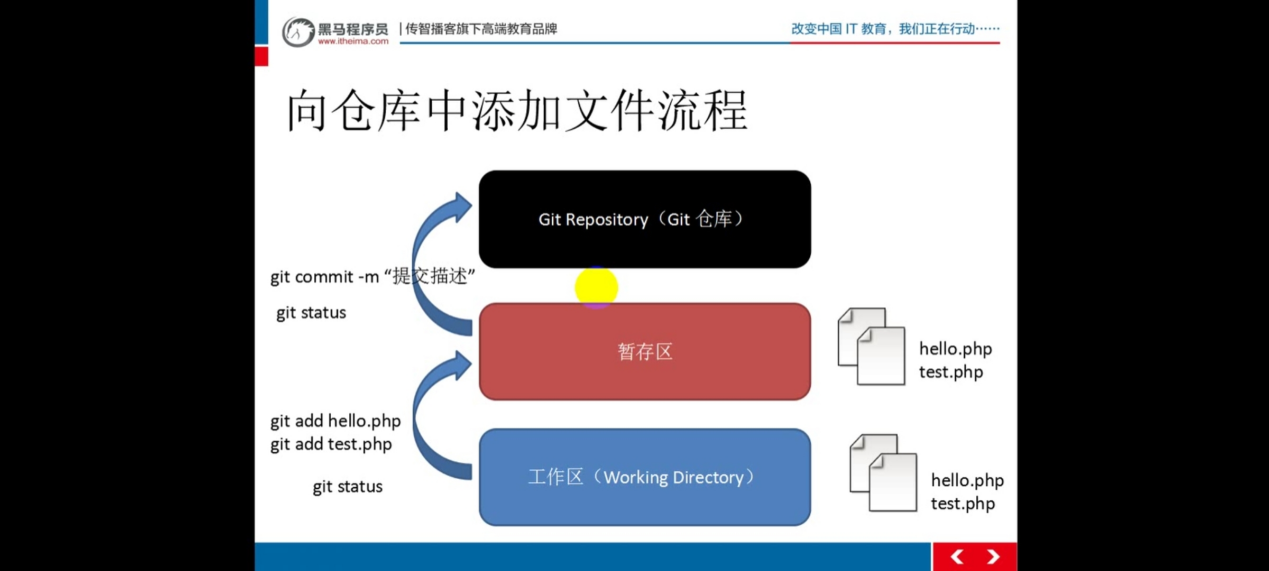 黑马程序员 | 传智播客旗下高端教育品牌
www.itheima.com
改变中国 IT 教育，我们正在行动……
向仓库中添加文件流程
Git Repository（Git 仓库）
git commit -m “提交描述”
git status
暂存区
hello.php
test.php
git add hello.php
git add test.php
git status
工作区（Working Directory）
hello.php
test.php